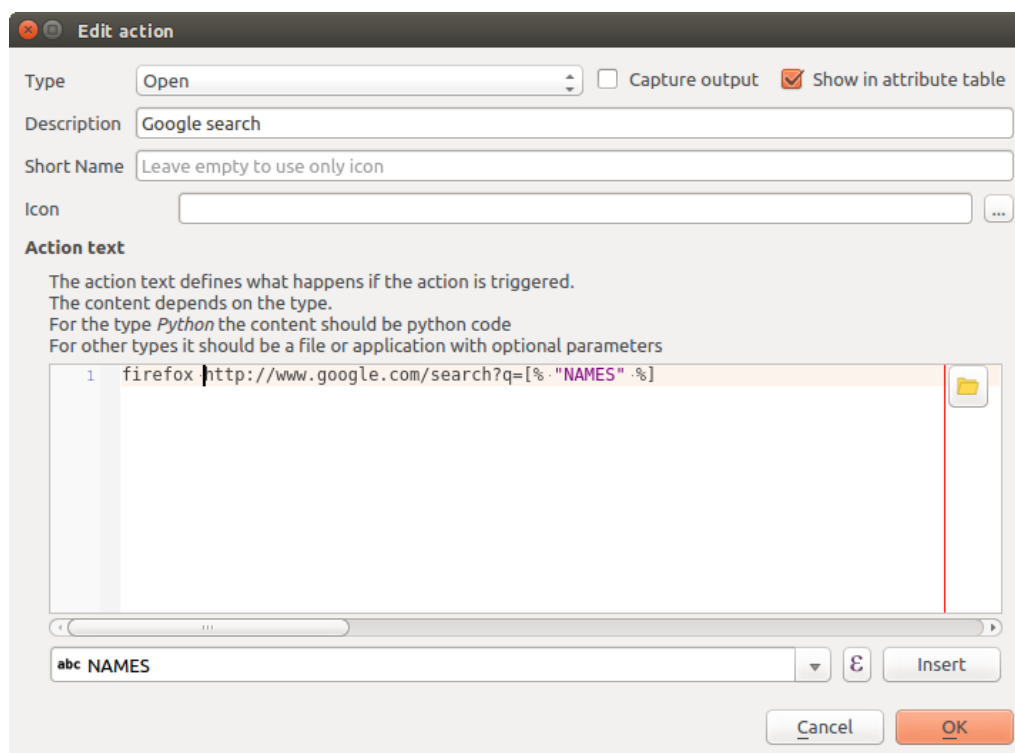 Edit action
Type Open Capture output Show in attribute table
Description Google search
Short Name Leave empty to use only icon
Icon ...
Action text
The action text defines what happens if the action is triggered.
The content depends on the type.
For the type Python the content should be python code
For other types it should be a file or application with optional parameters
1 firefox http://www.google.com/search?q=[% "NAMES" %]
abc NAMES ε Insert
Cancel OK